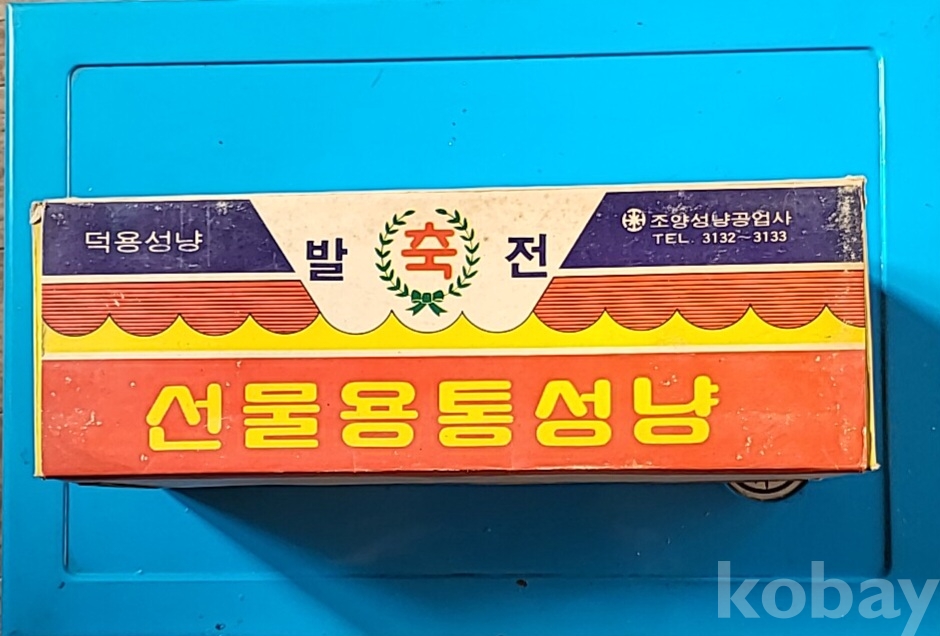 덕용성냥
발 축 전
조양성냥공업사
TEL. 3132~3133
선물용통성냥
kobay